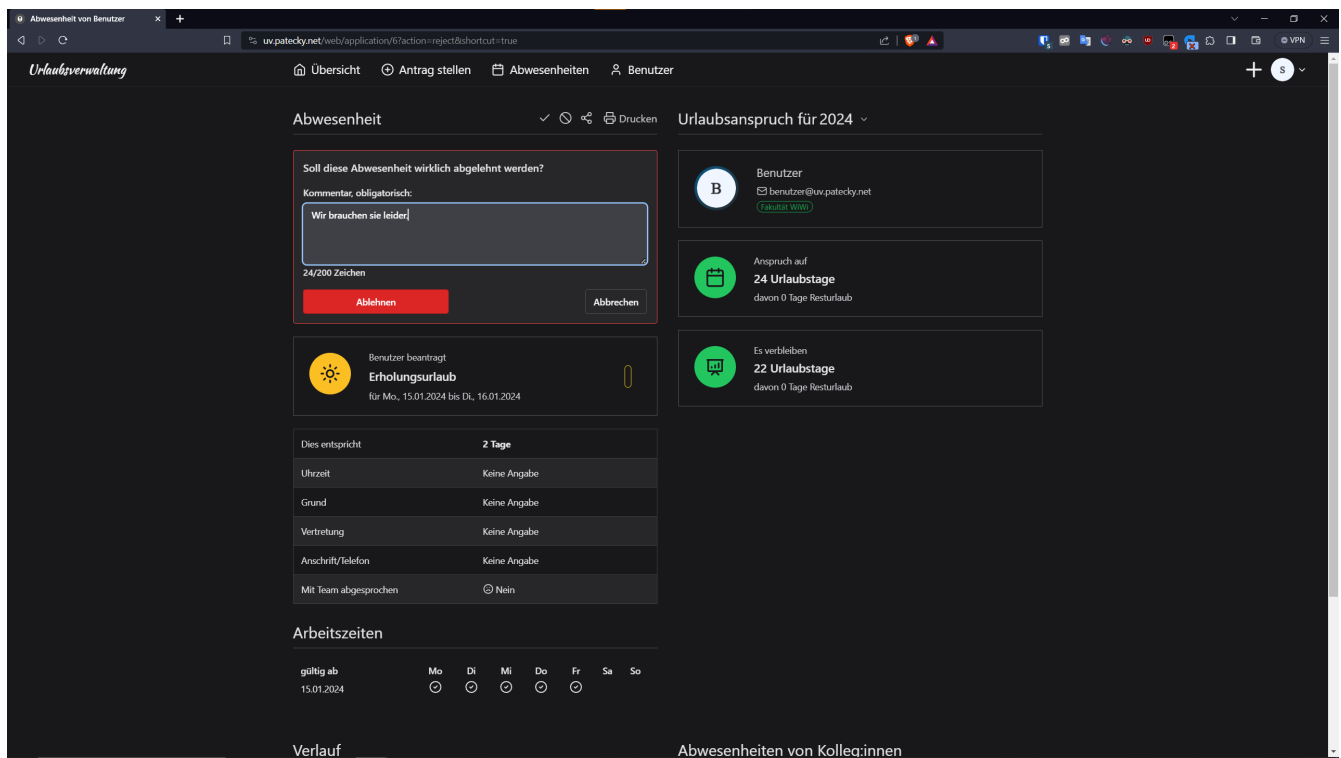 Abwesenheit von Benutzer
uv.patecky.net/web/application/6?action=reject&shortcut=true
VPN
Urlaubsverwaltung
Übersicht
Antrag stellen
Abwesenheiten
Benutzer
S
Abwesenheit
Drucken
Soll diese Abwesenheit wirklich abgelehnt werden?
Kommentar, obligatorisch:
Wir brauchen sie leider.
24/200 Zeichen
Ablehnen
Abbrechen
Benutzer beantragt
Erholungsurlaub
für Mo., 15.01.2024 bis Di., 16.01.2024
Dies entspricht 2 Tage
Uhrzeit Keine Angabe
Grund Keine Angabe
Vertretung Keine Angabe
Anschrift/Telefon Keine Angabe
Mit Team abgesprochen Nein
Arbeitszeiten
gültig ab Mo Di Mi Do Fr Sa So
15.01.2024
Verlauf
Urlaubsanspruch für 2024
B
Benutzer
benutzer@uv.patecky.net
Fakultät WiWi
Anspruch auf
24 Urlaubstage
davon 0 Tage Resturlaub
Es verbleiben
22 Urlaubstage
davon 0 Tage Resturlaub
Abwesenheiten von Kolleg:innen